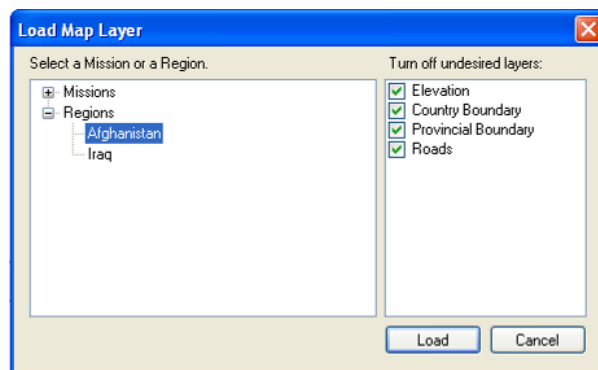 Load Map Layer
Select a Mission or a Region.
Turn off undesired layers:
Missions
Regions
Afghanistan
Iraq
Elevation
Country Boundary
Provincial Boundary
Roads
Load
Cancel